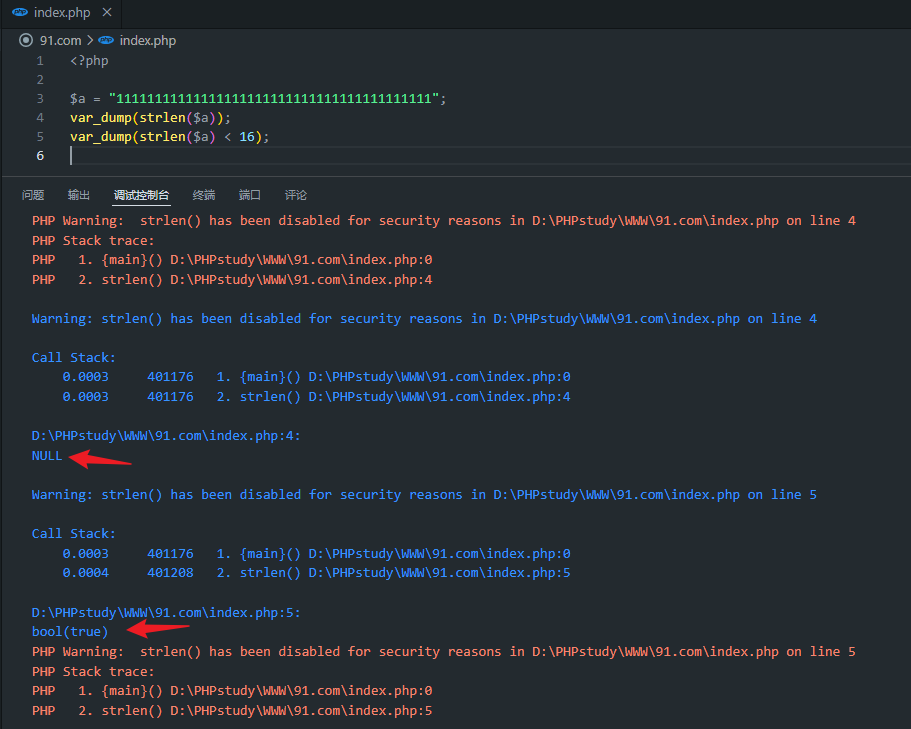 index.php
91.com > index.php
1 <?php
2
3 $a = "11111111111111111111111111111111111111111";
4 var_dump(strlen($a));
5 var_dump(strlen($a) < 16);
6
问题 输出 调试控制台 终端 端口 评论
PHP Warning:  strlen() has been disabled for security reasons in D:\PHPstudy\WWW\91.com\index.php on line 4
PHP Stack trace:
PHP   1. {main}() D:\PHPstudy\WWW\91.com\index.php:0
PHP   2. strlen() D:\PHPstudy\WWW\91.com\index.php:4
Warning: strlen() has been disabled for security reasons in D:\PHPstudy\WWW\91.com\index.php on line 4
Call Stack:
0.0003     401176   1. {main}() D:\PHPstudy\WWW\91.com\index.php:0
0.0003     401176   2. strlen() D:\PHPstudy\WWW\91.com\index.php:4
D:\PHPstudy\WWW\91.com\index.php:4:
NULL
Warning: strlen() has been disabled for security reasons in D:\PHPstudy\WWW\91.com\index.php on line 5
Call Stack:
0.0003     401176   1. {main}() D:\PHPstudy\WWW\91.com\index.php:0
0.0004     401208   2. strlen() D:\PHPstudy\WWW\91.com\index.php:5
D:\PHPstudy\WWW\91.com\index.php:5:
bool(true)
PHP Warning:  strlen() has been disabled for security reasons in D:\PHPstudy\WWW\91.com\index.php on line 5
PHP Stack trace:
PHP   1. {main}() D:\PHPstudy\WWW\91.com\index.php:0
PHP   2. strlen() D:\PHPstudy\WWW\91.com\index.php:5